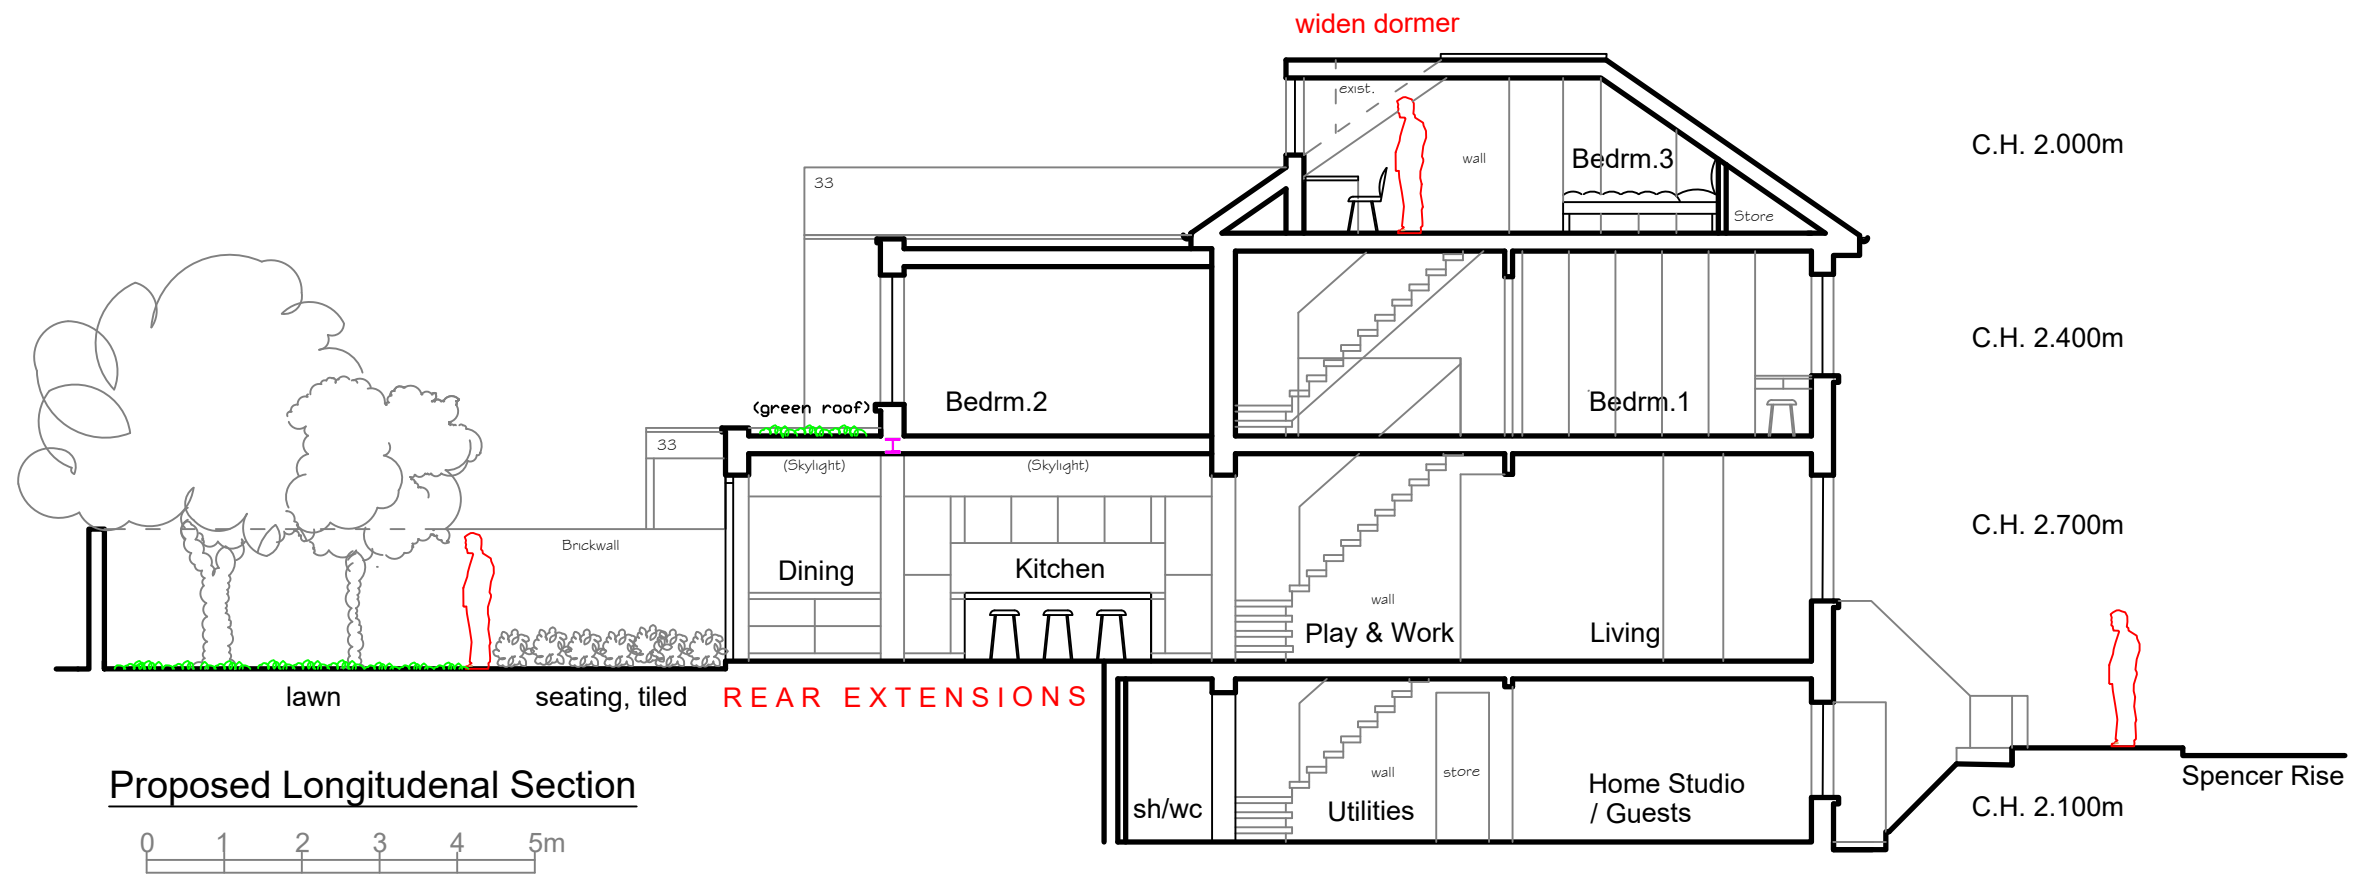 widen dormer
exist.
C.H. 2.000m
wall
Bedrm.3
33
Store
C.H. 2.400m
(green roof)
Bedrm.2
Bedrm.1
33
(Skylight)
(Skylight)
C.H. 2.700m
Brickwall
Dining
Kitchen
wall
Play & Work
Living
lawn
seating, tiled
REAR EXTENSIONS
Proposed Longitudenal Section
wall
store
Home Studio
/ Guests
Spencer Rise
sh/wc
Utilities
C.H. 2.100m
0 1 2 3 4 5m